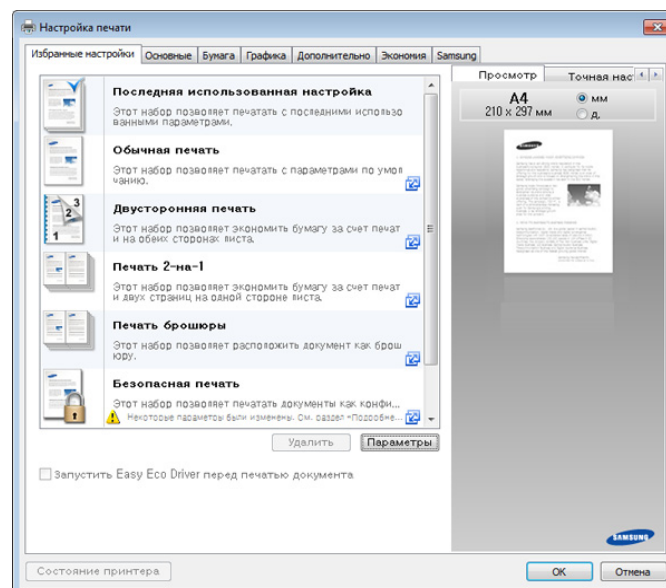 Настройка печати
Избранные настройки Основные Бумага Графика Дополнительно Экономия Samsung
Просмотр Точная нас
A4
210 x 297 мм
мм
д.
Последняя использованная настройка
Этот набор позволяет печатать с последними использо
ванными параметрами.
Обычная печать
Этот набор позволяет печатать с параметрами по умол
чанию.
Двусторонняя печать
Этот набор позволяет экономить бумагу за счет печат
и на обеих сторонах листа.
Печать 2-на-1
Этот набор позволяет экономить бумагу за счет печат
и двух страниц на одной стороне листа.
Печать брошюры
Этот набор позволяет расположить документ как брош
юру.
Безопасная печать
Этот набор позволяет печатать документы как конфи...
Некоторые параметры были изменены. См. раздел "Подробне...
Удалить Параметры
Запустить Easy Eco Driver перед печатью документа
SAMSUNG
Состояние принтера
OK Отмена